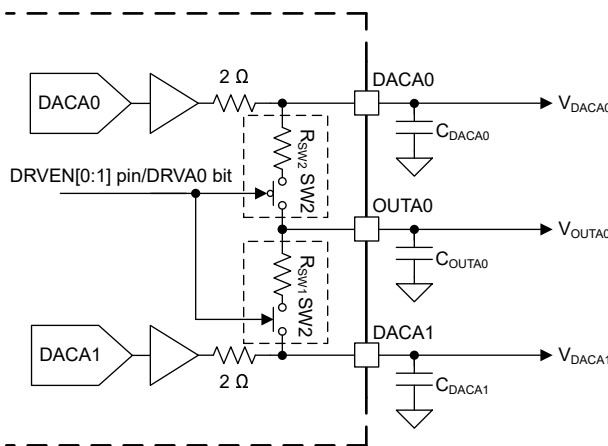 2 Ω
DACA0
DACA0
V_DACA0
C_DACA0
R_SW2 SW2
DRVEN[0:1] pin/DRVA0 bit
OUTA0
V_OUTA0
C_OUTA0
R_SW1 SW2
DACA1
DACA1
V_DACA1
2 Ω
C_DACA1